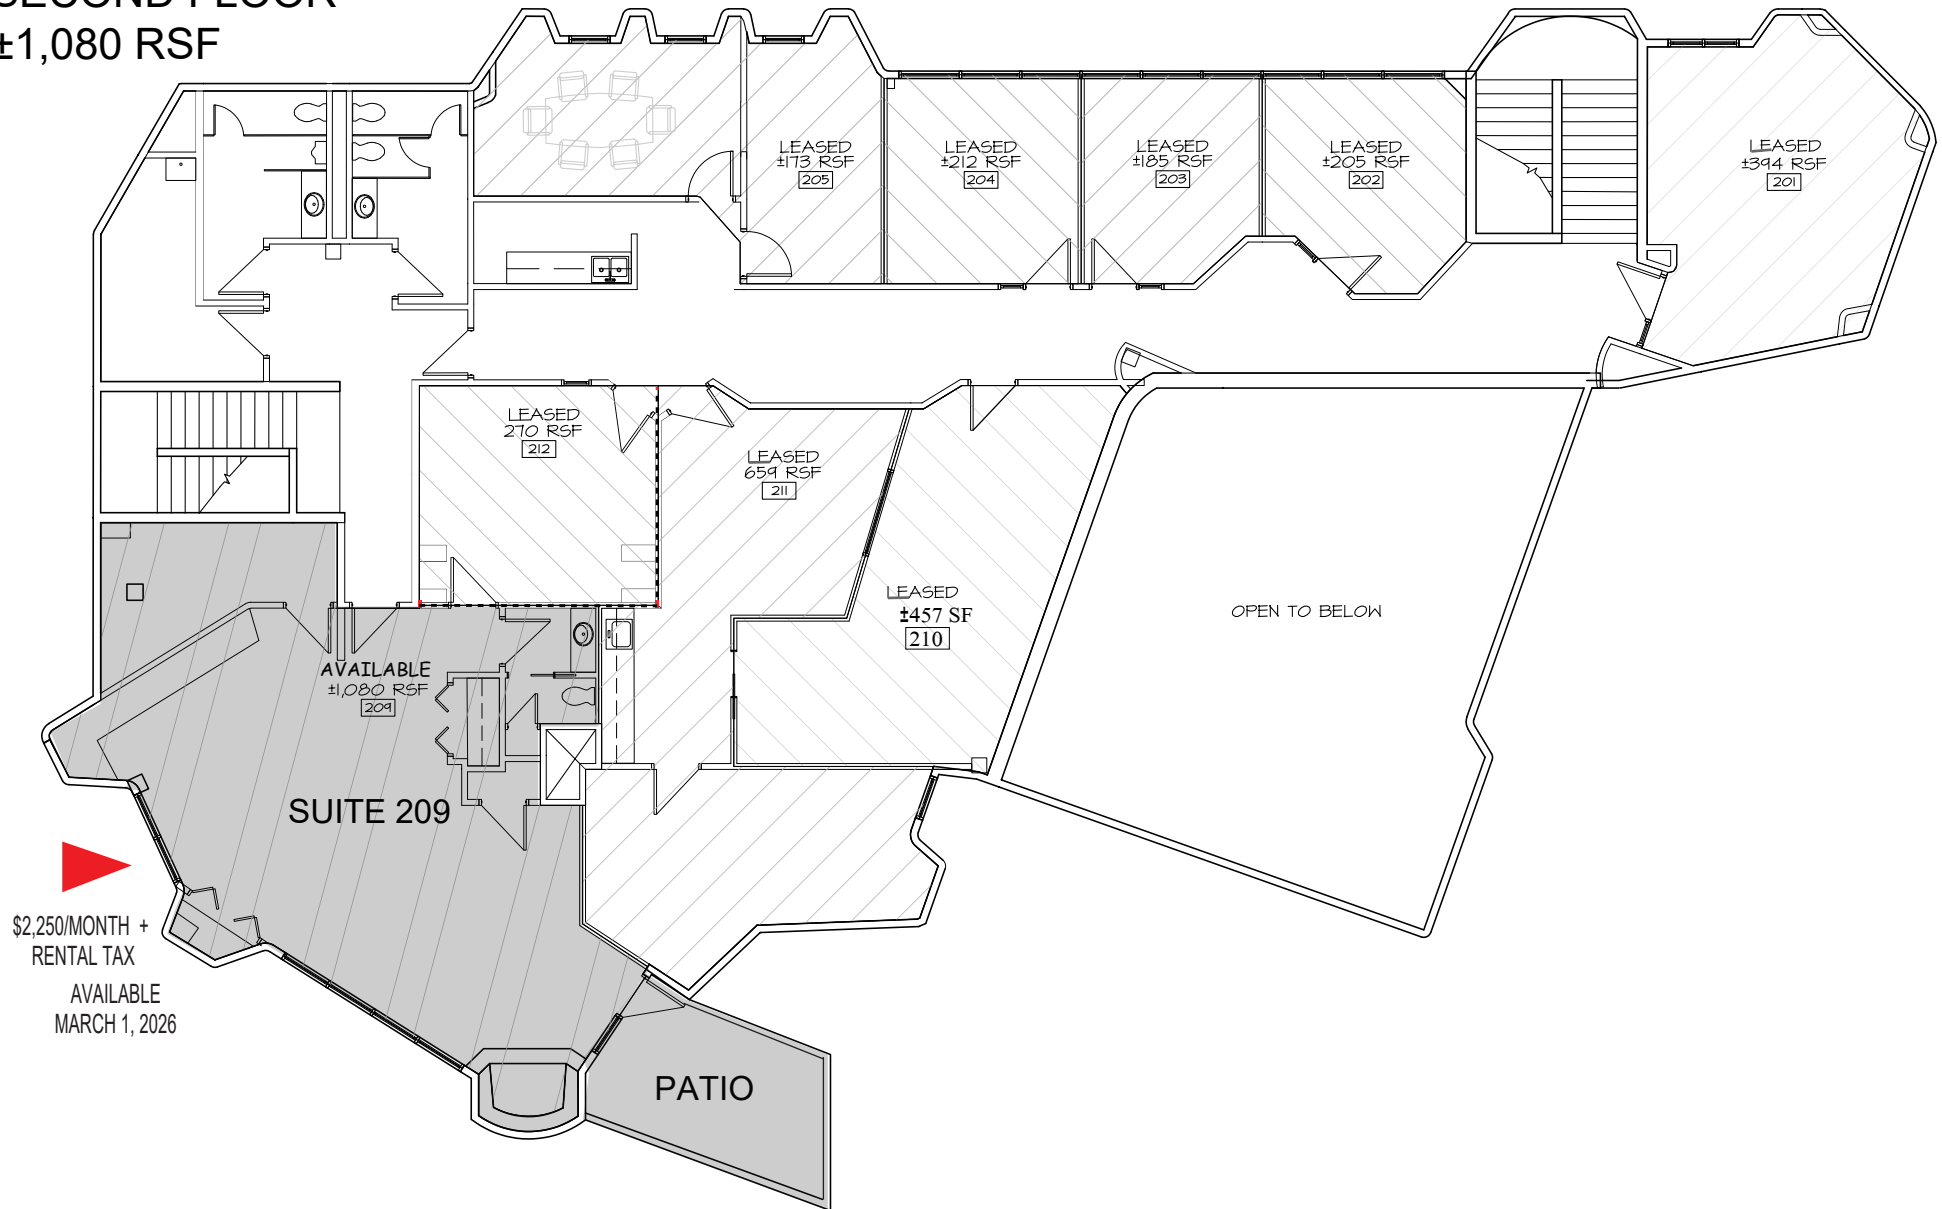 SECOND FLOOR
±1,080 RSF
LEASED
±173 RSF
205
LEASED
±212 RSF
204
LEASED
±185 RSF
203
LEASED
±205 RSF
202
LEASED
±394 RSF
201
LEASED
270 RSF
212
LEASED
659 RSF
211
LEASED
±457 SF
210
OPEN TO BELOW
AVAILABLE
±1,080 RSF
209
SUITE 209
$2,250/MONTH +
RENTAL TAX
AVAILABLE
MARCH 1, 2026
PATIO